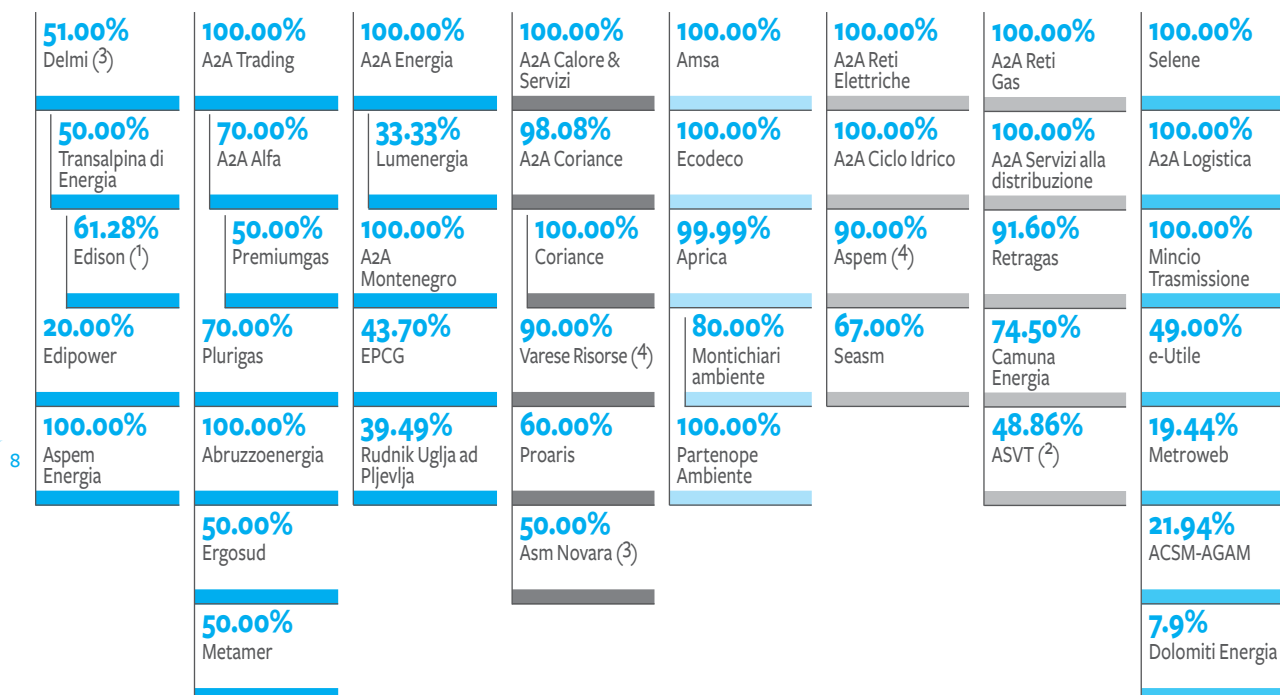 51.00%
Delmi (3)
50.00%
Transalpina di
Energia
61.28%
Edison (1)
20.00%
Edipower
100.00%
Aspem
Energia
100.00%
A2A Trading
70.00%
A2A Alfa
50.00%
Premiumgas
70.00%
Plurigas
100.00%
Abruzzoenergia
50.00%
Ergosud
50.00%
Metamer
100.00%
A2A Energia
33.33%
Lumenergia
100.00%
A2A
Montenegro
43.70%
EPCG
39.49%
Rudnik Uglja ad
Pljevlja
100.00%
A2A Calore &
Servizi
98.08%
A2A Coriance
100.00%
Coriance
90.00%
Varese Risorse (4)
60.00%
Proaris
50.00%
Asm Novara (3)
100.00%
Amsa
100.00%
Ecodeco
99.99%
Aprica
80.00%
Montichiari
ambiente
100.00%
Partenope
Ambiente
100.00%
A2A Reti
Elettriche
100.00%
A2A Ciclo Idrico
90.00%
Aspem (4)
67.00%
Seasm
100.00%
A2A Reti
Gas
100.00%
A2A Servizi alla
distribuzione
91.60%
Retragas
74.50%
Camuna
Energia
48.86%
ASVT (2)
100.00%
Selene
100.00%
A2A Logistica
100.00%
Mincio
Trasmissione
49.00%
e-Utile
19.44%
Metroweb
21.94%
ACSM-AGAM
7.9%
Dolomiti Energia
8